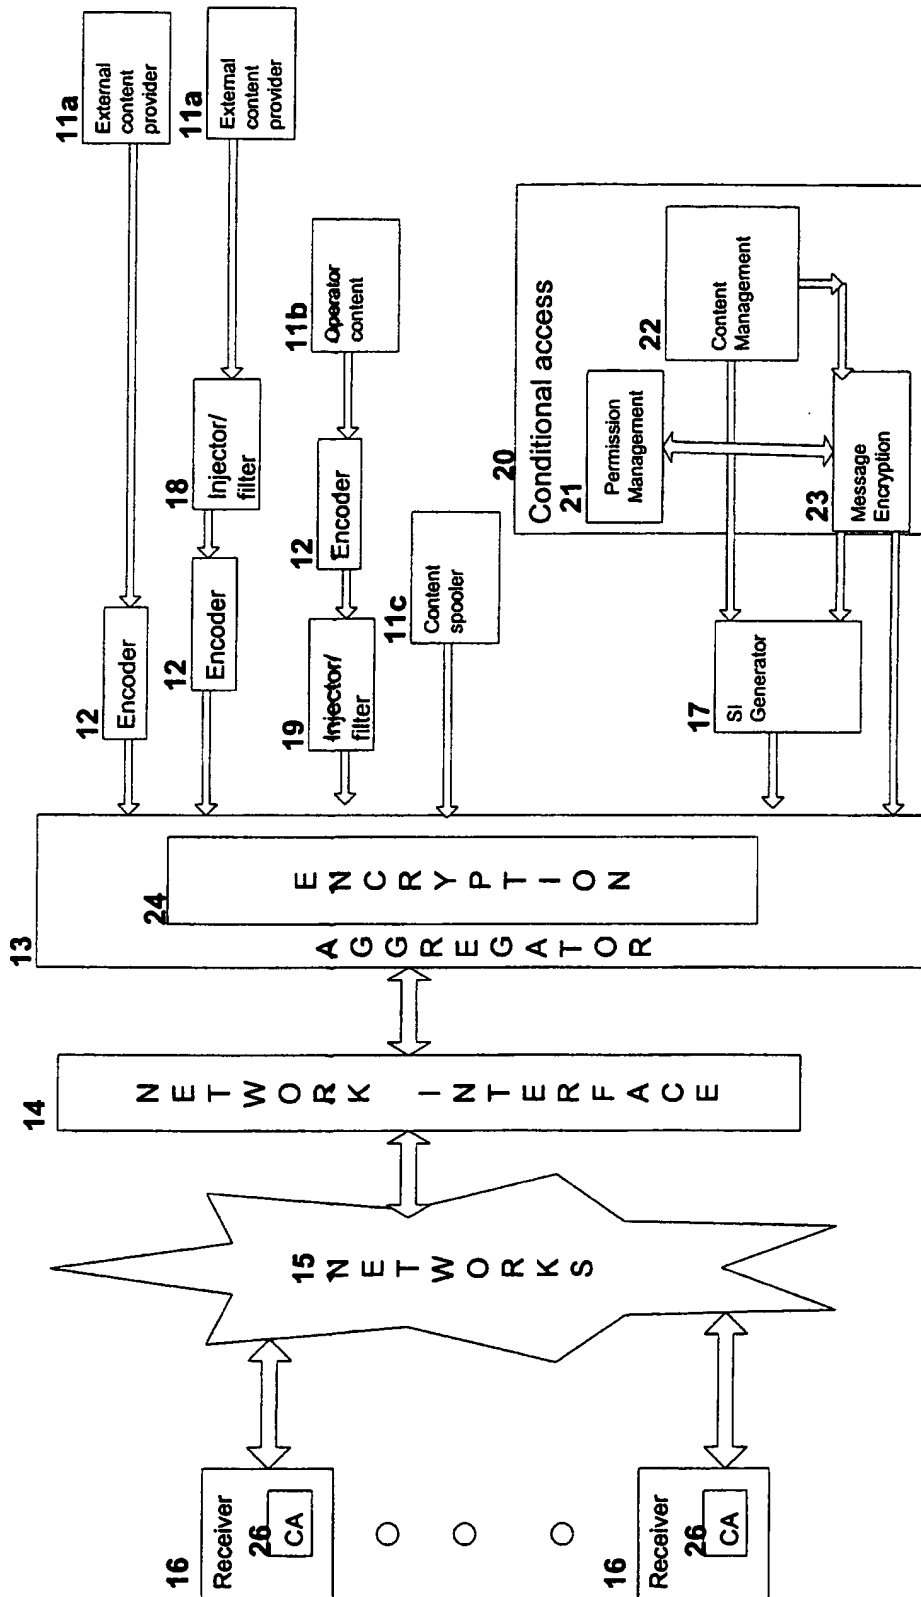 11a
External
content
provider
11a
External
content
provider
12
Encoder
18
Injector/
filter
12
Encoder
11b
Operator
content
12
Encoder
19
Injector/
filter
11c
Content
spooler
20
Conditional access
21
Permission
Management
22
Content
Management
23
Message
Encryption
17
SI
Generator
13
24
ENCRYPTION
AGGREGATOR
14
NETWORK INTERFACE
15
NETWORKS
16
Receiver
26
CA
16
Receiver
26
CA